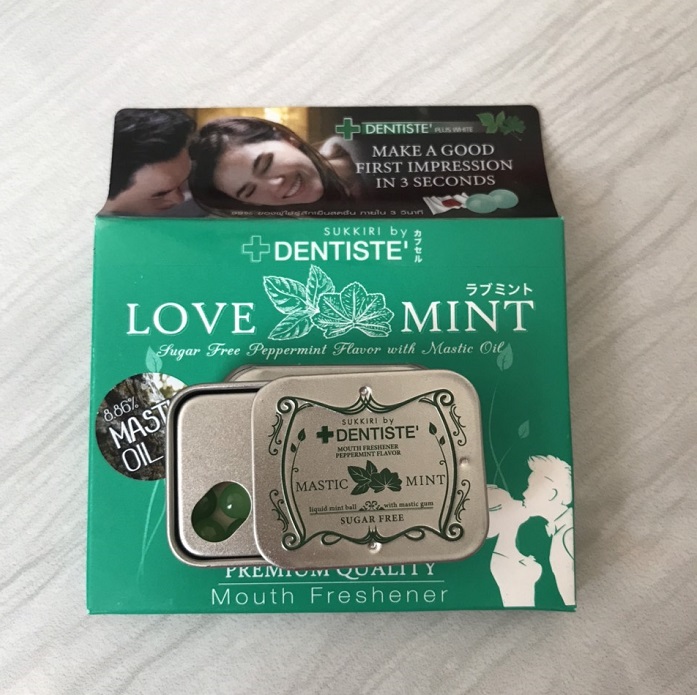 DENTISTE' PLUS WHITE
MAKE A GOOD
FIRST IMPRESSION
IN 3 SECONDS
SUKKIRI by
DENTISTE'
カプセル
ラブミント
LOVE MINT
Sugar Free Peppermint Flavor with Mastic Oil
8.86%
MAST
OIL
SUKKIRI by
DENTISTE'
MOUTH FRESHENER
PEPPERMINT FLAVOR
MASTIC MINT
liquid mint ball with mastic gum
SUGAR FREE
PREMIUM QUALITY
Mouth Freshener